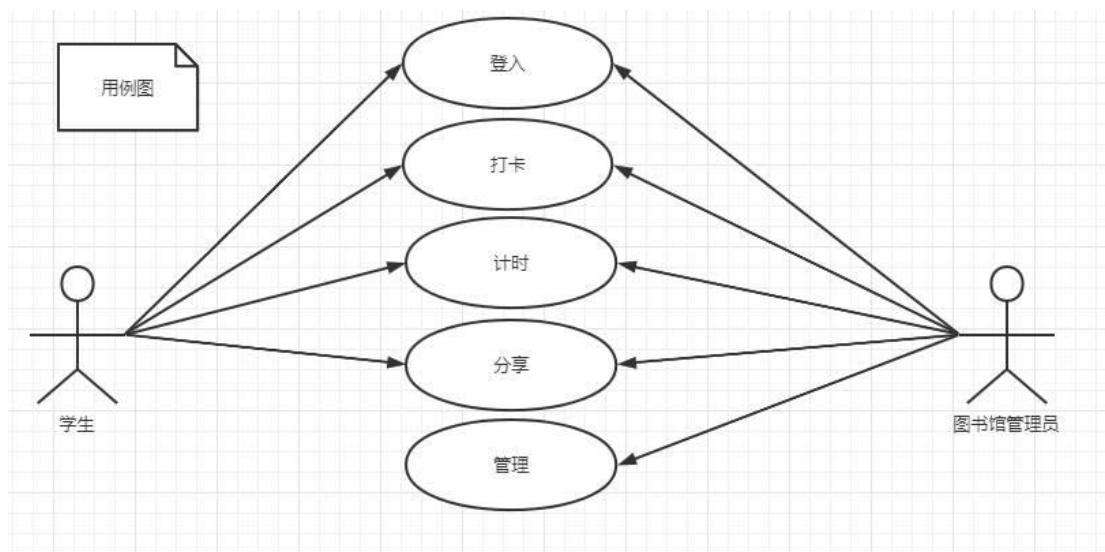 用例图
登入
打卡
计时
分享
管理
学生
图书馆管理员